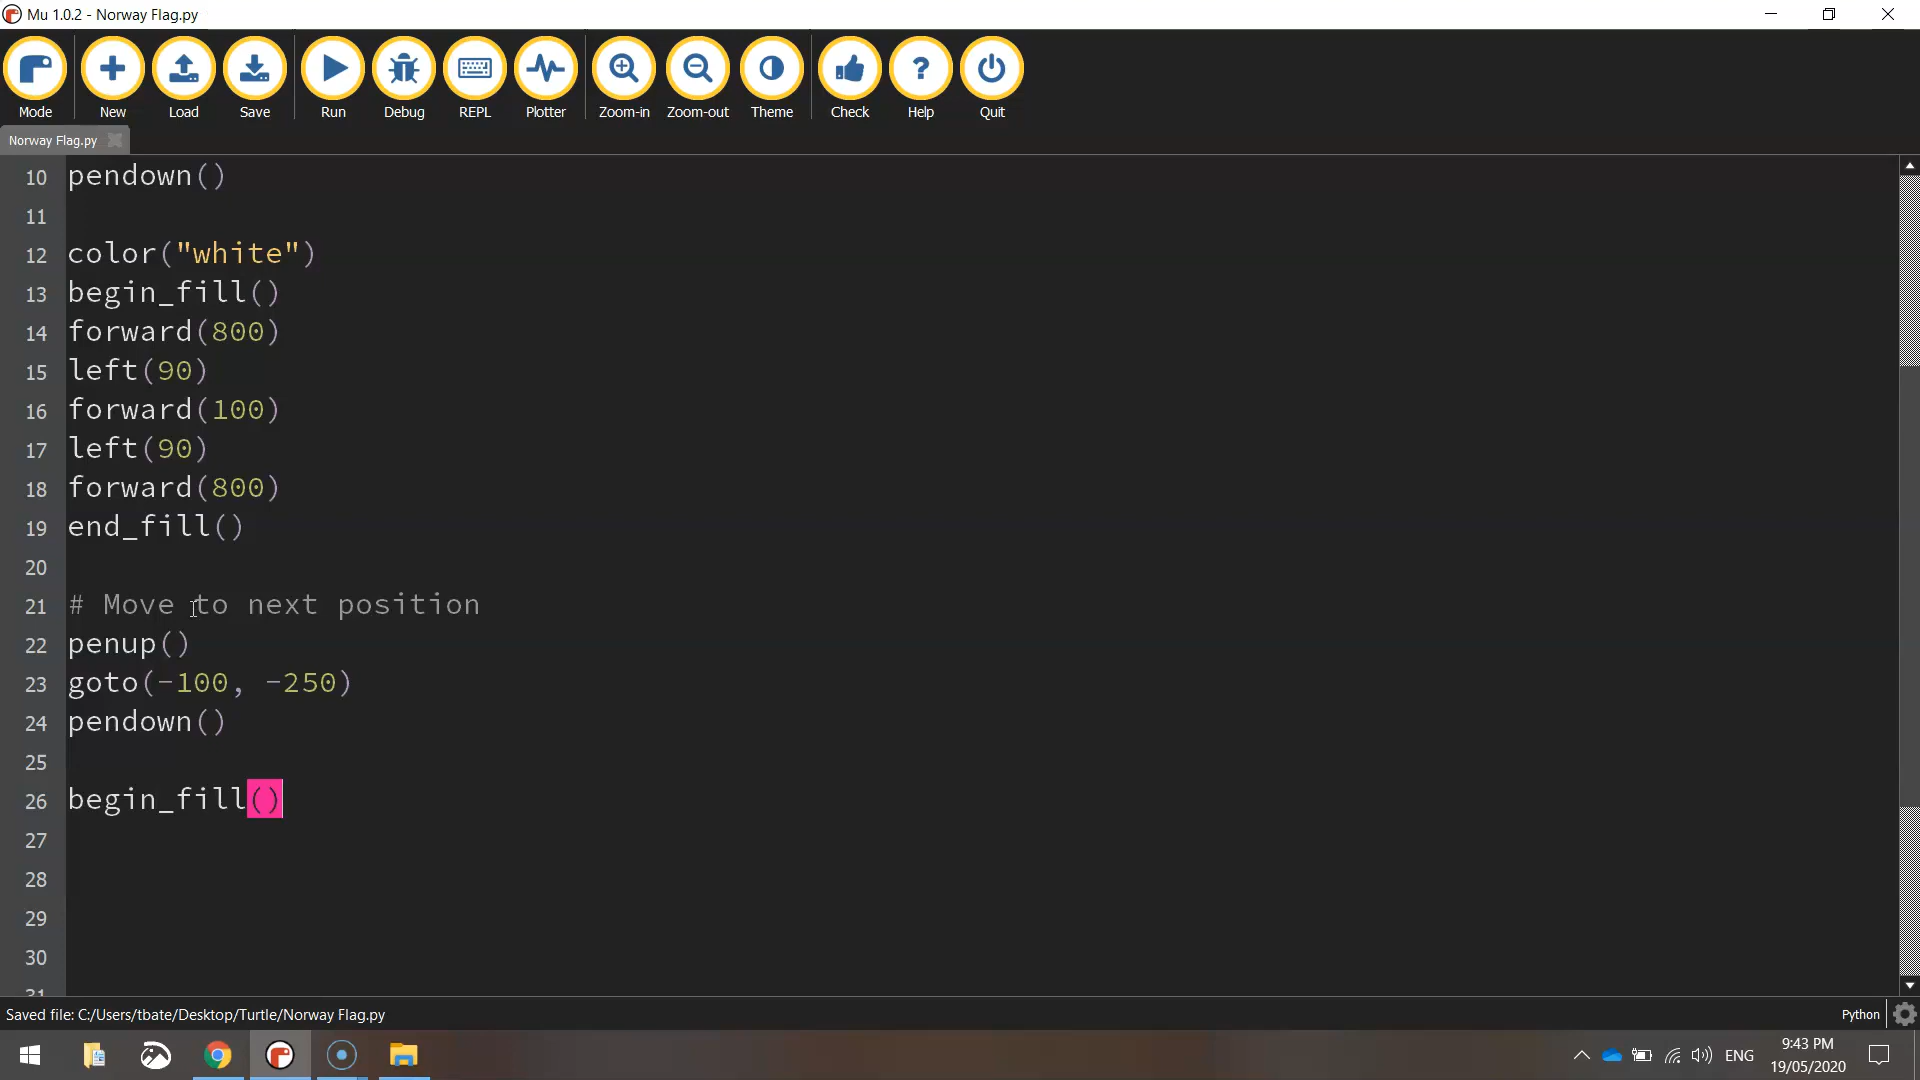 Mu 1.0.2 - Norway Flag.py
Mode New Load Save Run Debug REPL Plotter Zoom-in Zoom-out Theme Check Help Quit
Norway Flag.py
10 pendown()
11
12 color("white")
13 begin_fill()
14 forward(800)
15 left(90)
16 forward(100)
17 left(90)
18 forward(800)
19 end_fill()
20
21 # Move to next position
22 penup()
23 goto(-100, -250)
24 pendown()
25
26 begin_fill()
27
28
29
30
31
Saved file: C:/Users/tbate/Desktop/Turtle/Norway Flag.py Python
ENG 9:43 PM
19/05/2020